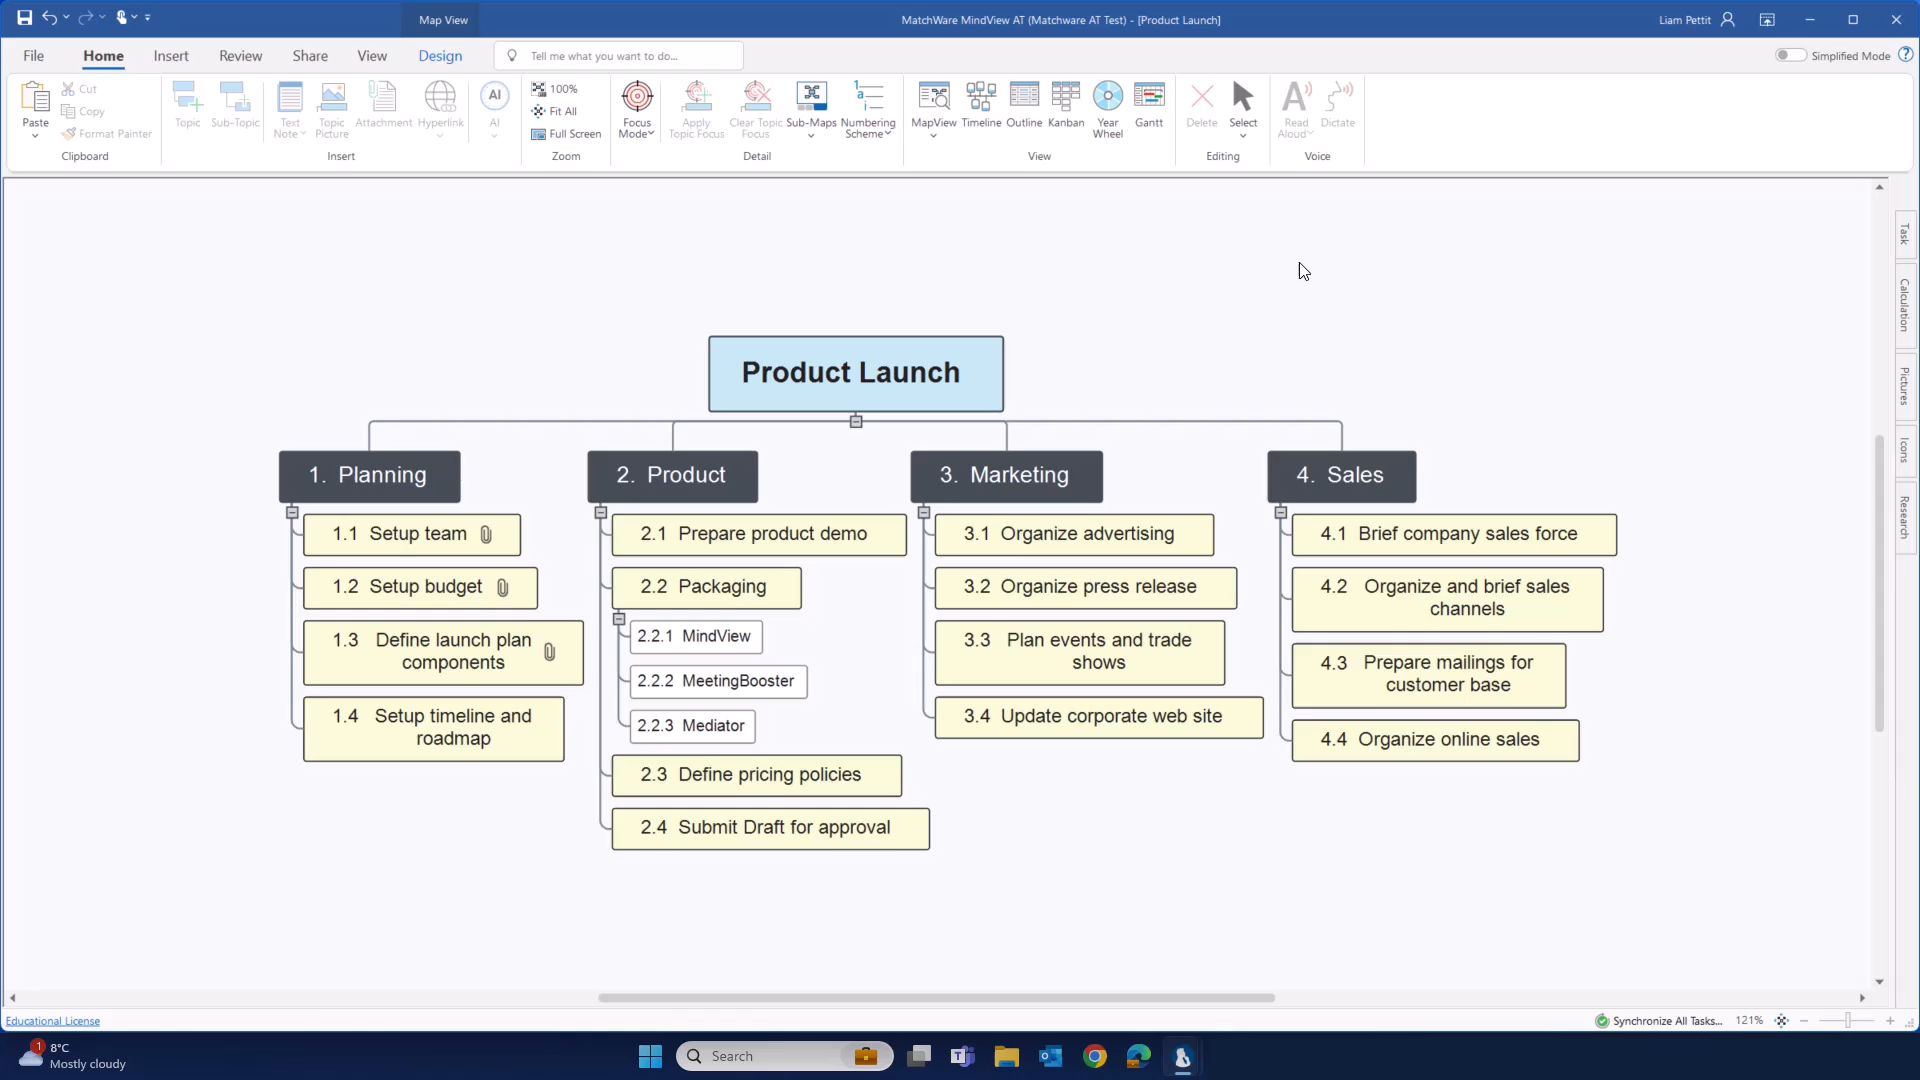 Map View
MatchWare MindView AT (Matchware AT Test) - [Product Launch]
Liam Pettit
File
Home
Insert
Review
Share
View
Design
Tell me what you want to do...
Simplified Mode
Paste
Cut
Copy
Format Painter
Clipboard
Topic
Sub-Topic
Text Note
Topic Picture
Attachment
Hyperlink
Insert
AI
AI
100%
Fit All
Full Screen
Zoom
Focus Mode
Apply Topic Focus
Clear Topic Focus
Sub-Maps
Numbering Scheme
Detail
MapView
Timeline
Outline
Kanban
Year Wheel
Gantt
View
Delete
Select
Editing
Read Aloud
Dictate
Voice
Task
Calculation
Pictures
Icons
Research
Product Launch
1. Planning
1.1 Setup team
1.2 Setup budget
1.3 Define launch plan
components
1.4 Setup timeline and
roadmap
2. Product
2.1 Prepare product demo
2.2 Packaging
2.2.1 MindView
2.2.2 MeetingBooster
2.2.3 Mediator
2.3 Define pricing policies
2.4 Submit Draft for approval
3. Marketing
3.1 Organize advertising
3.2 Organize press release
3.3 Plan events and trade
shows
3.4 Update corporate web site
4. Sales
4.1 Brief company sales force
4.2 Organize and brief sales
channels
4.3 Prepare mailings for
customer base
4.4 Organize online sales
Educational License
Synchronize All Tasks...
121%
1
8°C
Mostly cloudy
Search